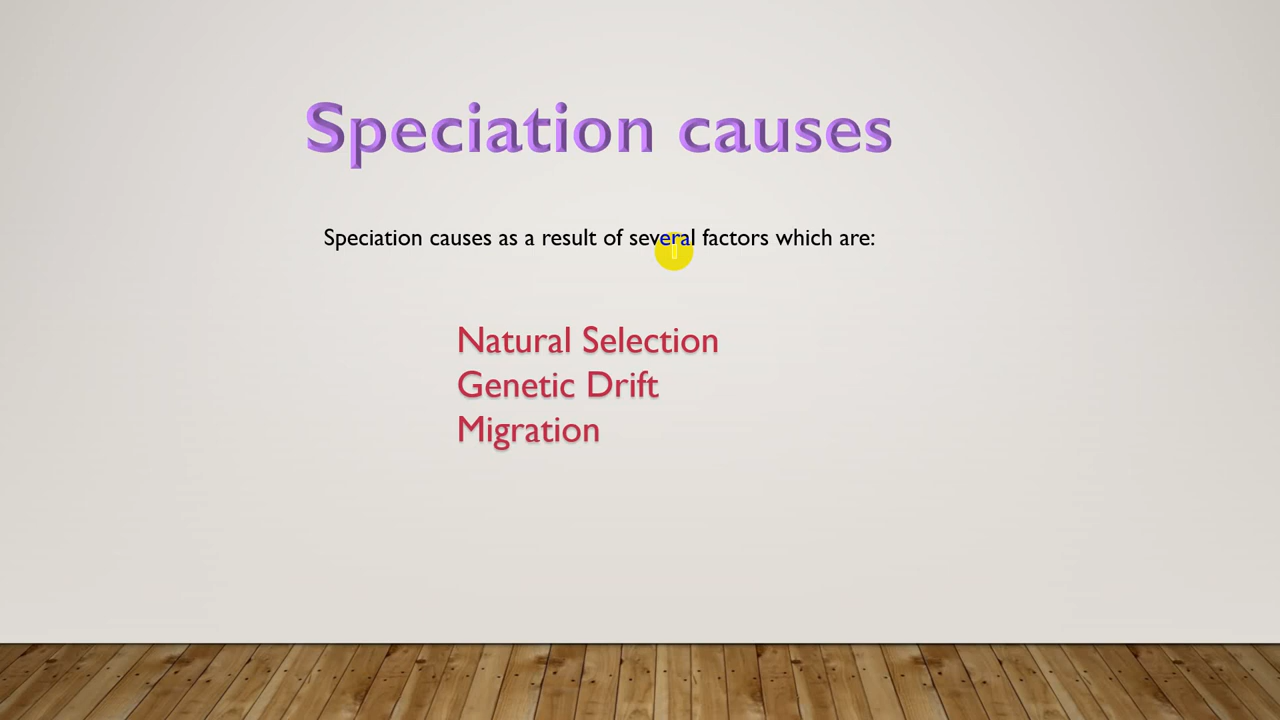 Speciation causes
Speciation causes as a result of several factors which are:
Natural Selection
Genetic Drift
Migration